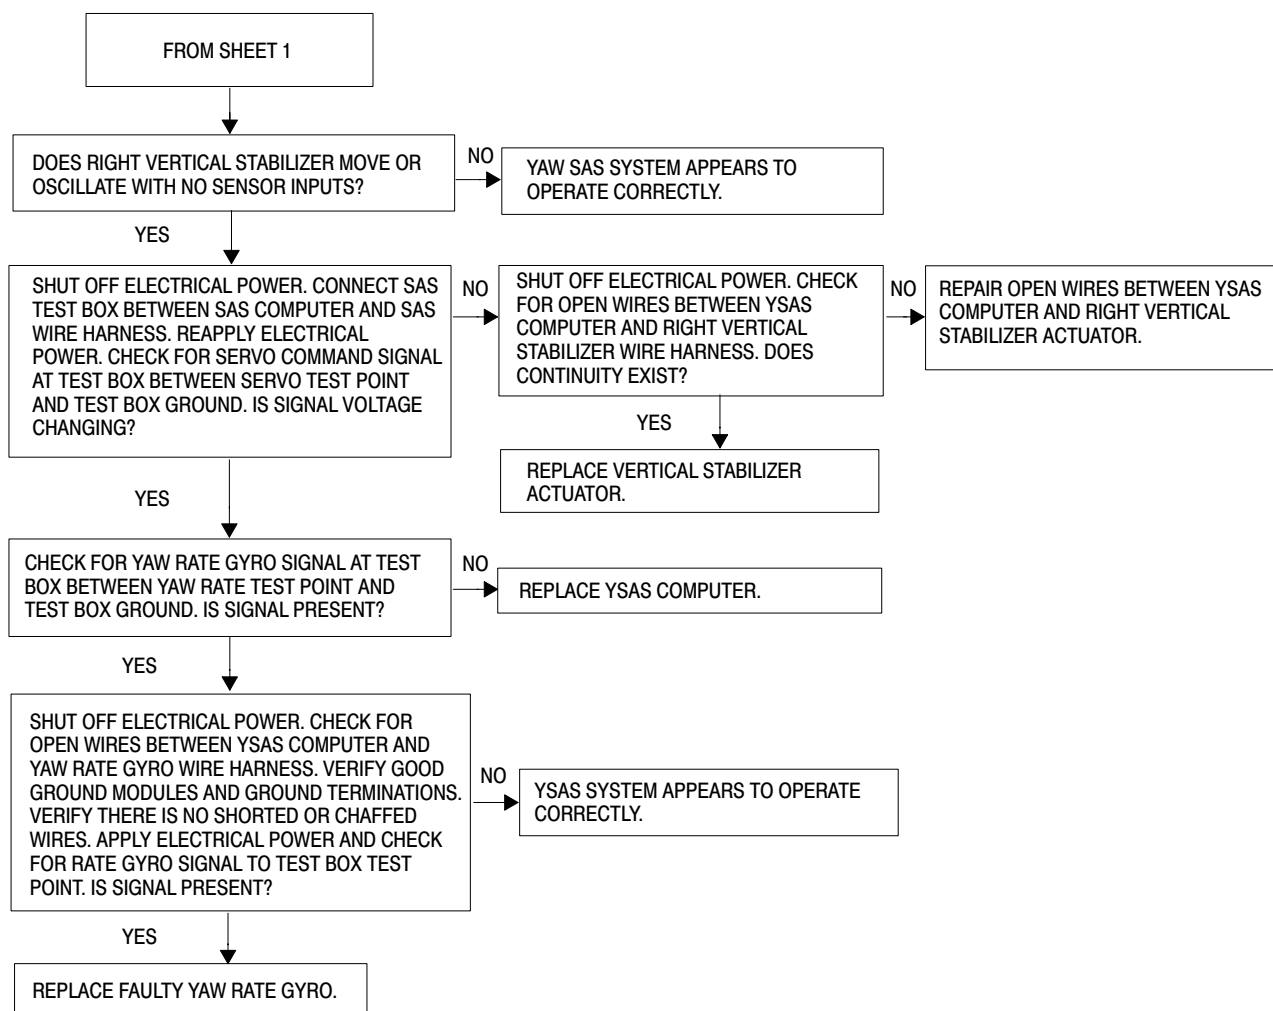 FROM SHEET 1
DOES RIGHT VERTICAL STABILIZER MOVE OR
OSCILLATE WITH NO SENSOR INPUTS?
NO
YAW SAS SYSTEM APPEARS TO
OPERATE CORRECTLY.
YES
SHUT OFF ELECTRICAL POWER. CONNECT SAS
TEST BOX BETWEEN SAS COMPUTER AND SAS
WIRE HARNESS. REAPPLY ELECTRICAL
POWER. CHECK FOR SERVO COMMAND SIGNAL
AT TEST BOX BETWEEN SERVO TEST POINT
AND TEST BOX GROUND. IS SIGNAL VOLTAGE
CHANGING?
NO
SHUT OFF ELECTRICAL POWER. CHECK
FOR OPEN WIRES BETWEEN YSAS
COMPUTER AND RIGHT VERTICAL
STABILIZER WIRE HARNESS. DOES
CONTINUITY EXIST?
NO
REPAIR OPEN WIRES BETWEEN YSAS
COMPUTER AND RIGHT VERTICAL
STABILIZER ACTUATOR.
YES
REPLACE VERTICAL STABILIZER
ACTUATOR.
YES
CHECK FOR YAW RATE GYRO SIGNAL AT TEST
BOX BETWEEN YAW RATE TEST POINT AND
TEST BOX GROUND. IS SIGNAL PRESENT?
NO
REPLACE YSAS COMPUTER.
YES
SHUT OFF ELECTRICAL POWER. CHECK FOR
OPEN WIRES BETWEEN YSAS COMPUTER AND
YAW RATE GYRO WIRE HARNESS. VERIFY GOOD
GROUND MODULES AND GROUND TERMINATIONS.
VERIFY THERE IS NO SHORTED OR CHAFFED
WIRES. APPLY ELECTRICAL POWER AND CHECK
FOR RATE GYRO SIGNAL TO TEST BOX TEST
POINT. IS SIGNAL PRESENT?
NO
YSAS SYSTEM APPEARS TO OPERATE
CORRECTLY.
YES
REPLACE FAULTY YAW RATE GYRO.